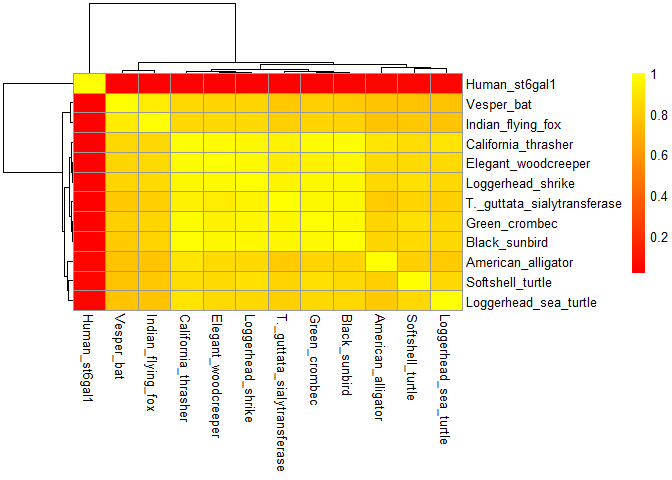 Human_st6gal1
Vesper_bat
Indian_flying_fox
California_thrasher
Elegant_woodcreeper
Loggerhead_shrike
T._guttata_sialytransferase
Green_crombec
Black_sunbird
American_alligator
Softshell_turtle
Loggerhead_sea_turtle
1
0.8
0.6
0.4
0.2
Human_st6gal1
Vesper_bat
Indian_flying_fox
California_thrasher
Elegant_woodcreeper
Loggerhead_shrike
T._guttata_sialytransferase
Green_crombec
Black_sunbird
American_alligator
Softshell_turtle
Loggerhead_sea_turtle